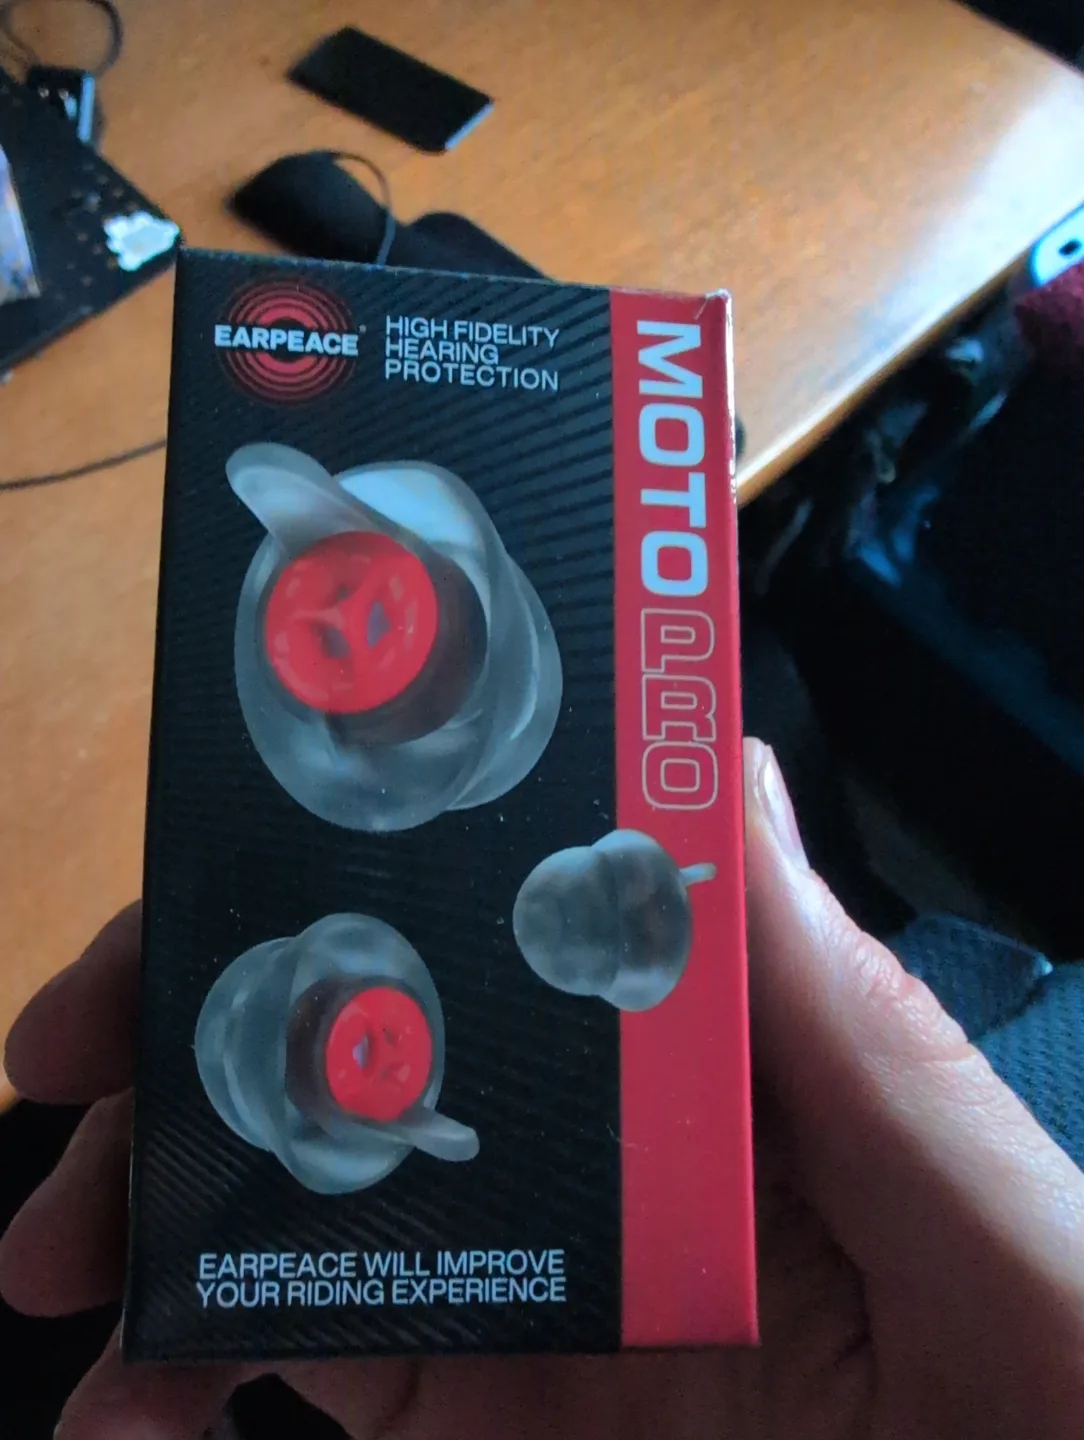 EARPEACE®
HIGH FIDELITY
HEARING
PROTECTION
MOTO PRO
EARPEACE WILL IMPROVE
YOUR RIDING EXPERIENCE